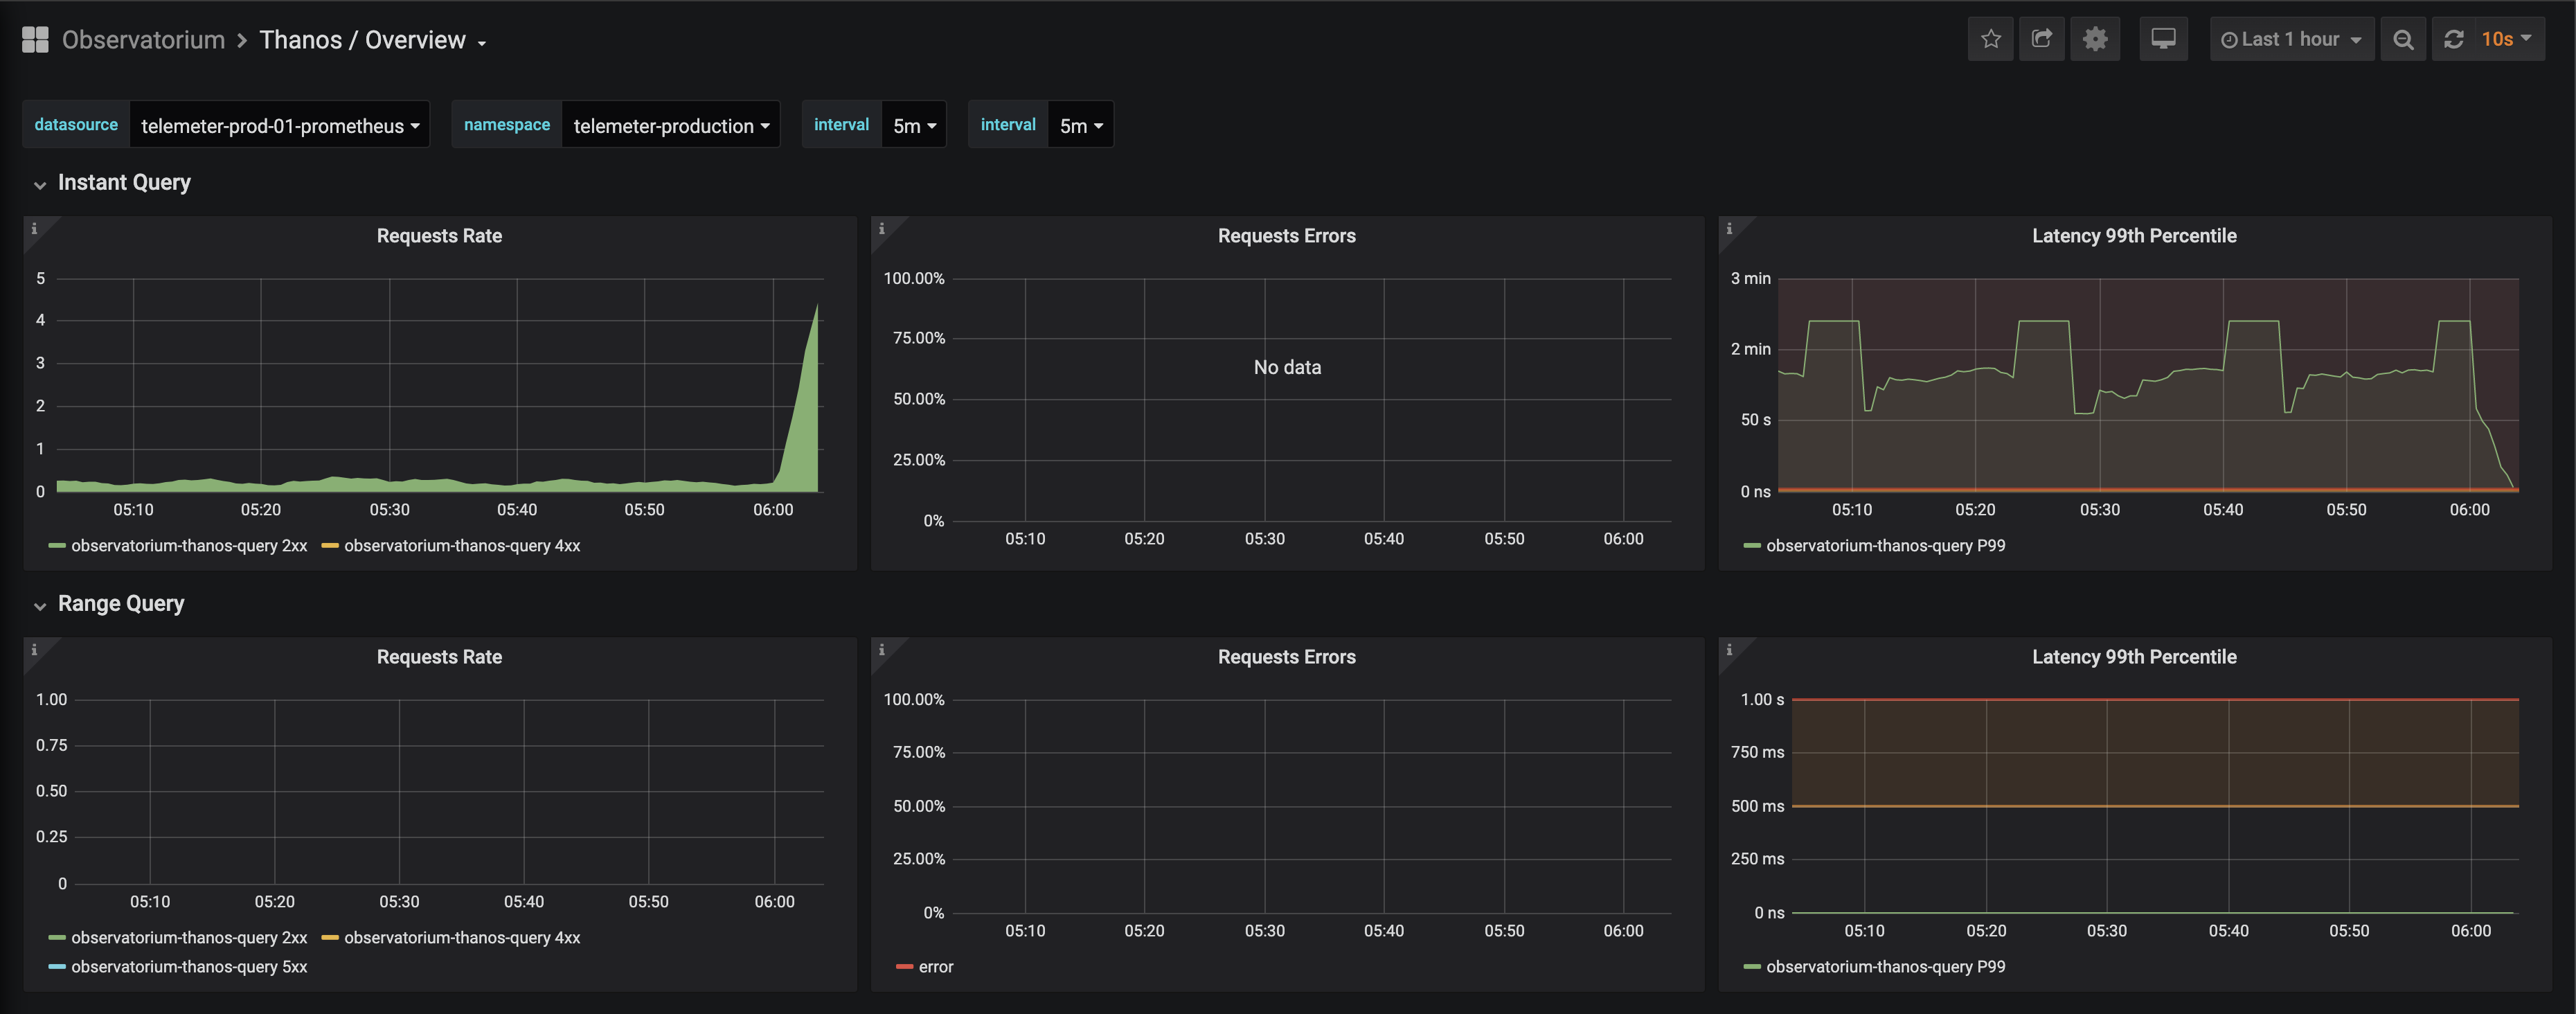 Observatorium > Thanos / Overview
Last 1 hour 10s
datasource telemeter-prod-01-prometheus namespace telemeter-production interval 5m interval 5m
Instant Query
i
Requests Rate
5
4
3
2
1
0
05:10 05:20 05:30 05:40 05:50 06:00
observatorium-thanos-query 2xx observatorium-thanos-query 4xx
i
Requests Errors
100.00%
75.00%
No data
50.00%
25.00%
0%
05:10 05:20 05:30 05:40 05:50 06:00
i
Latency 99th Percentile
3 min
2 min
50 s
0 ns
05:10 05:20 05:30 05:40 05:50 06:00
observatorium-thanos-query P99
Range Query
i
Requests Rate
1.00
0.75
0.50
0.25
0
05:10 05:20 05:30 05:40 05:50 06:00
observatorium-thanos-query 2xx observatorium-thanos-query 4xx
observatorium-thanos-query 5xx
i
Requests Errors
100.00%
75.00%
50.00%
25.00%
0%
05:10 05:20 05:30 05:40 05:50 06:00
error
i
Latency 99th Percentile
1.00 s
750 ms
500 ms
250 ms
0 ns
05:10 05:20 05:30 05:40 05:50 06:00
observatorium-thanos-query P99